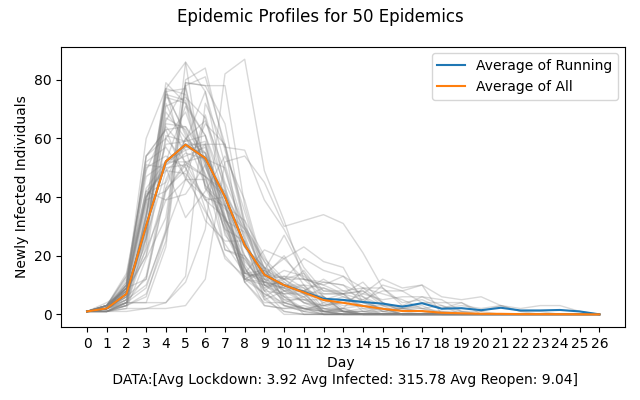 Epidemic Profiles for 50 Epidemics
Average of Running
Average of All
Newly Infected Individuals
80
60
40
20
0
0 1 2 3 4 5 6 7 8 9 10 11 12 13 14 15 16 17 18 19 20 21 22 23 24 25 26
Day
DATA:[Avg Lockdown: 3.92 Avg Infected: 315.78 Avg Reopen: 9.04]